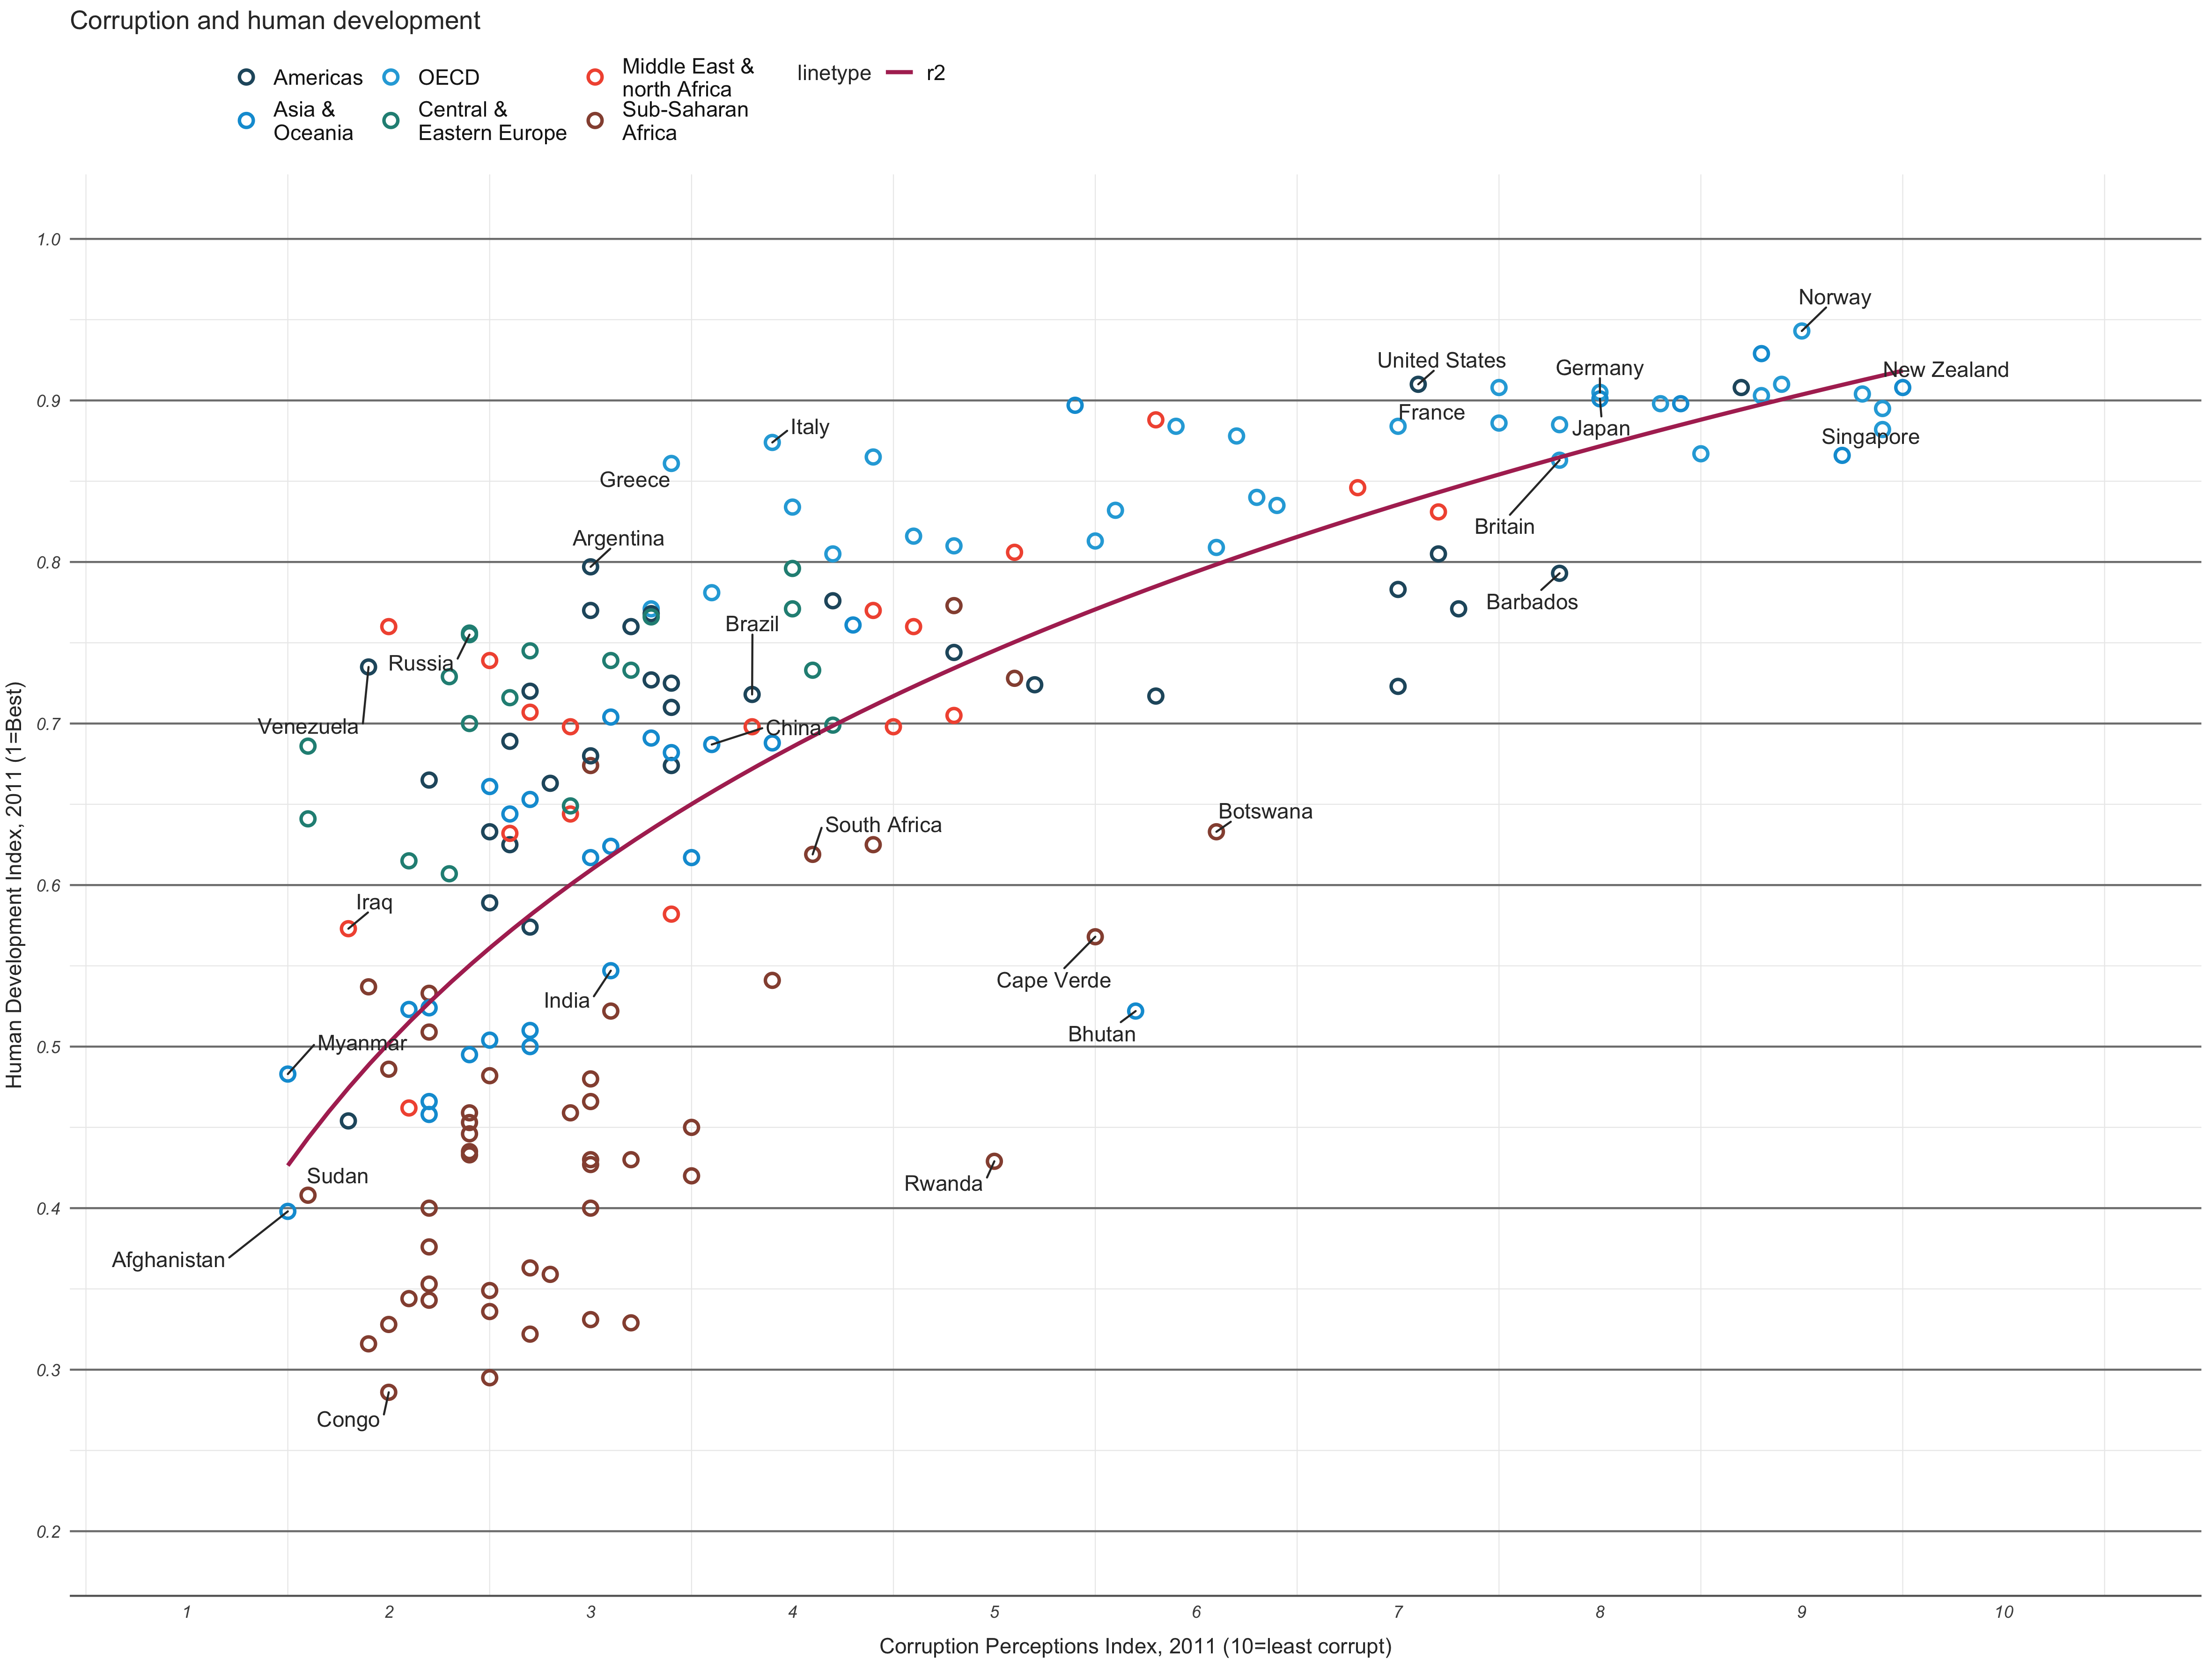 Corruption and human development
Americas
OECD
Middle East &
north Africa
linetype
r2
Asia &
Oceania
Central &
Eastern Europe
Sub-Saharan
Africa
1.0
Norway
United States
Germany
New Zealand
0.9
France
Italy
Japan
Singapore
Greece
Britain
Argentina
0.8
Barbados
Brazil
Russia
Venezuela
China
0.7
Botswana
South Africa
0.6
Iraq
Cape Verde
India
Bhutan
Myanmar
0.5
Sudan
Rwanda
0.4
Afghanistan
0.3
Congo
0.2
Human Development Index, 2011 (1=Best)
1
2
3
4
5
6
7
8
9
10
Corruption Perceptions Index, 2011 (10=least corrupt)